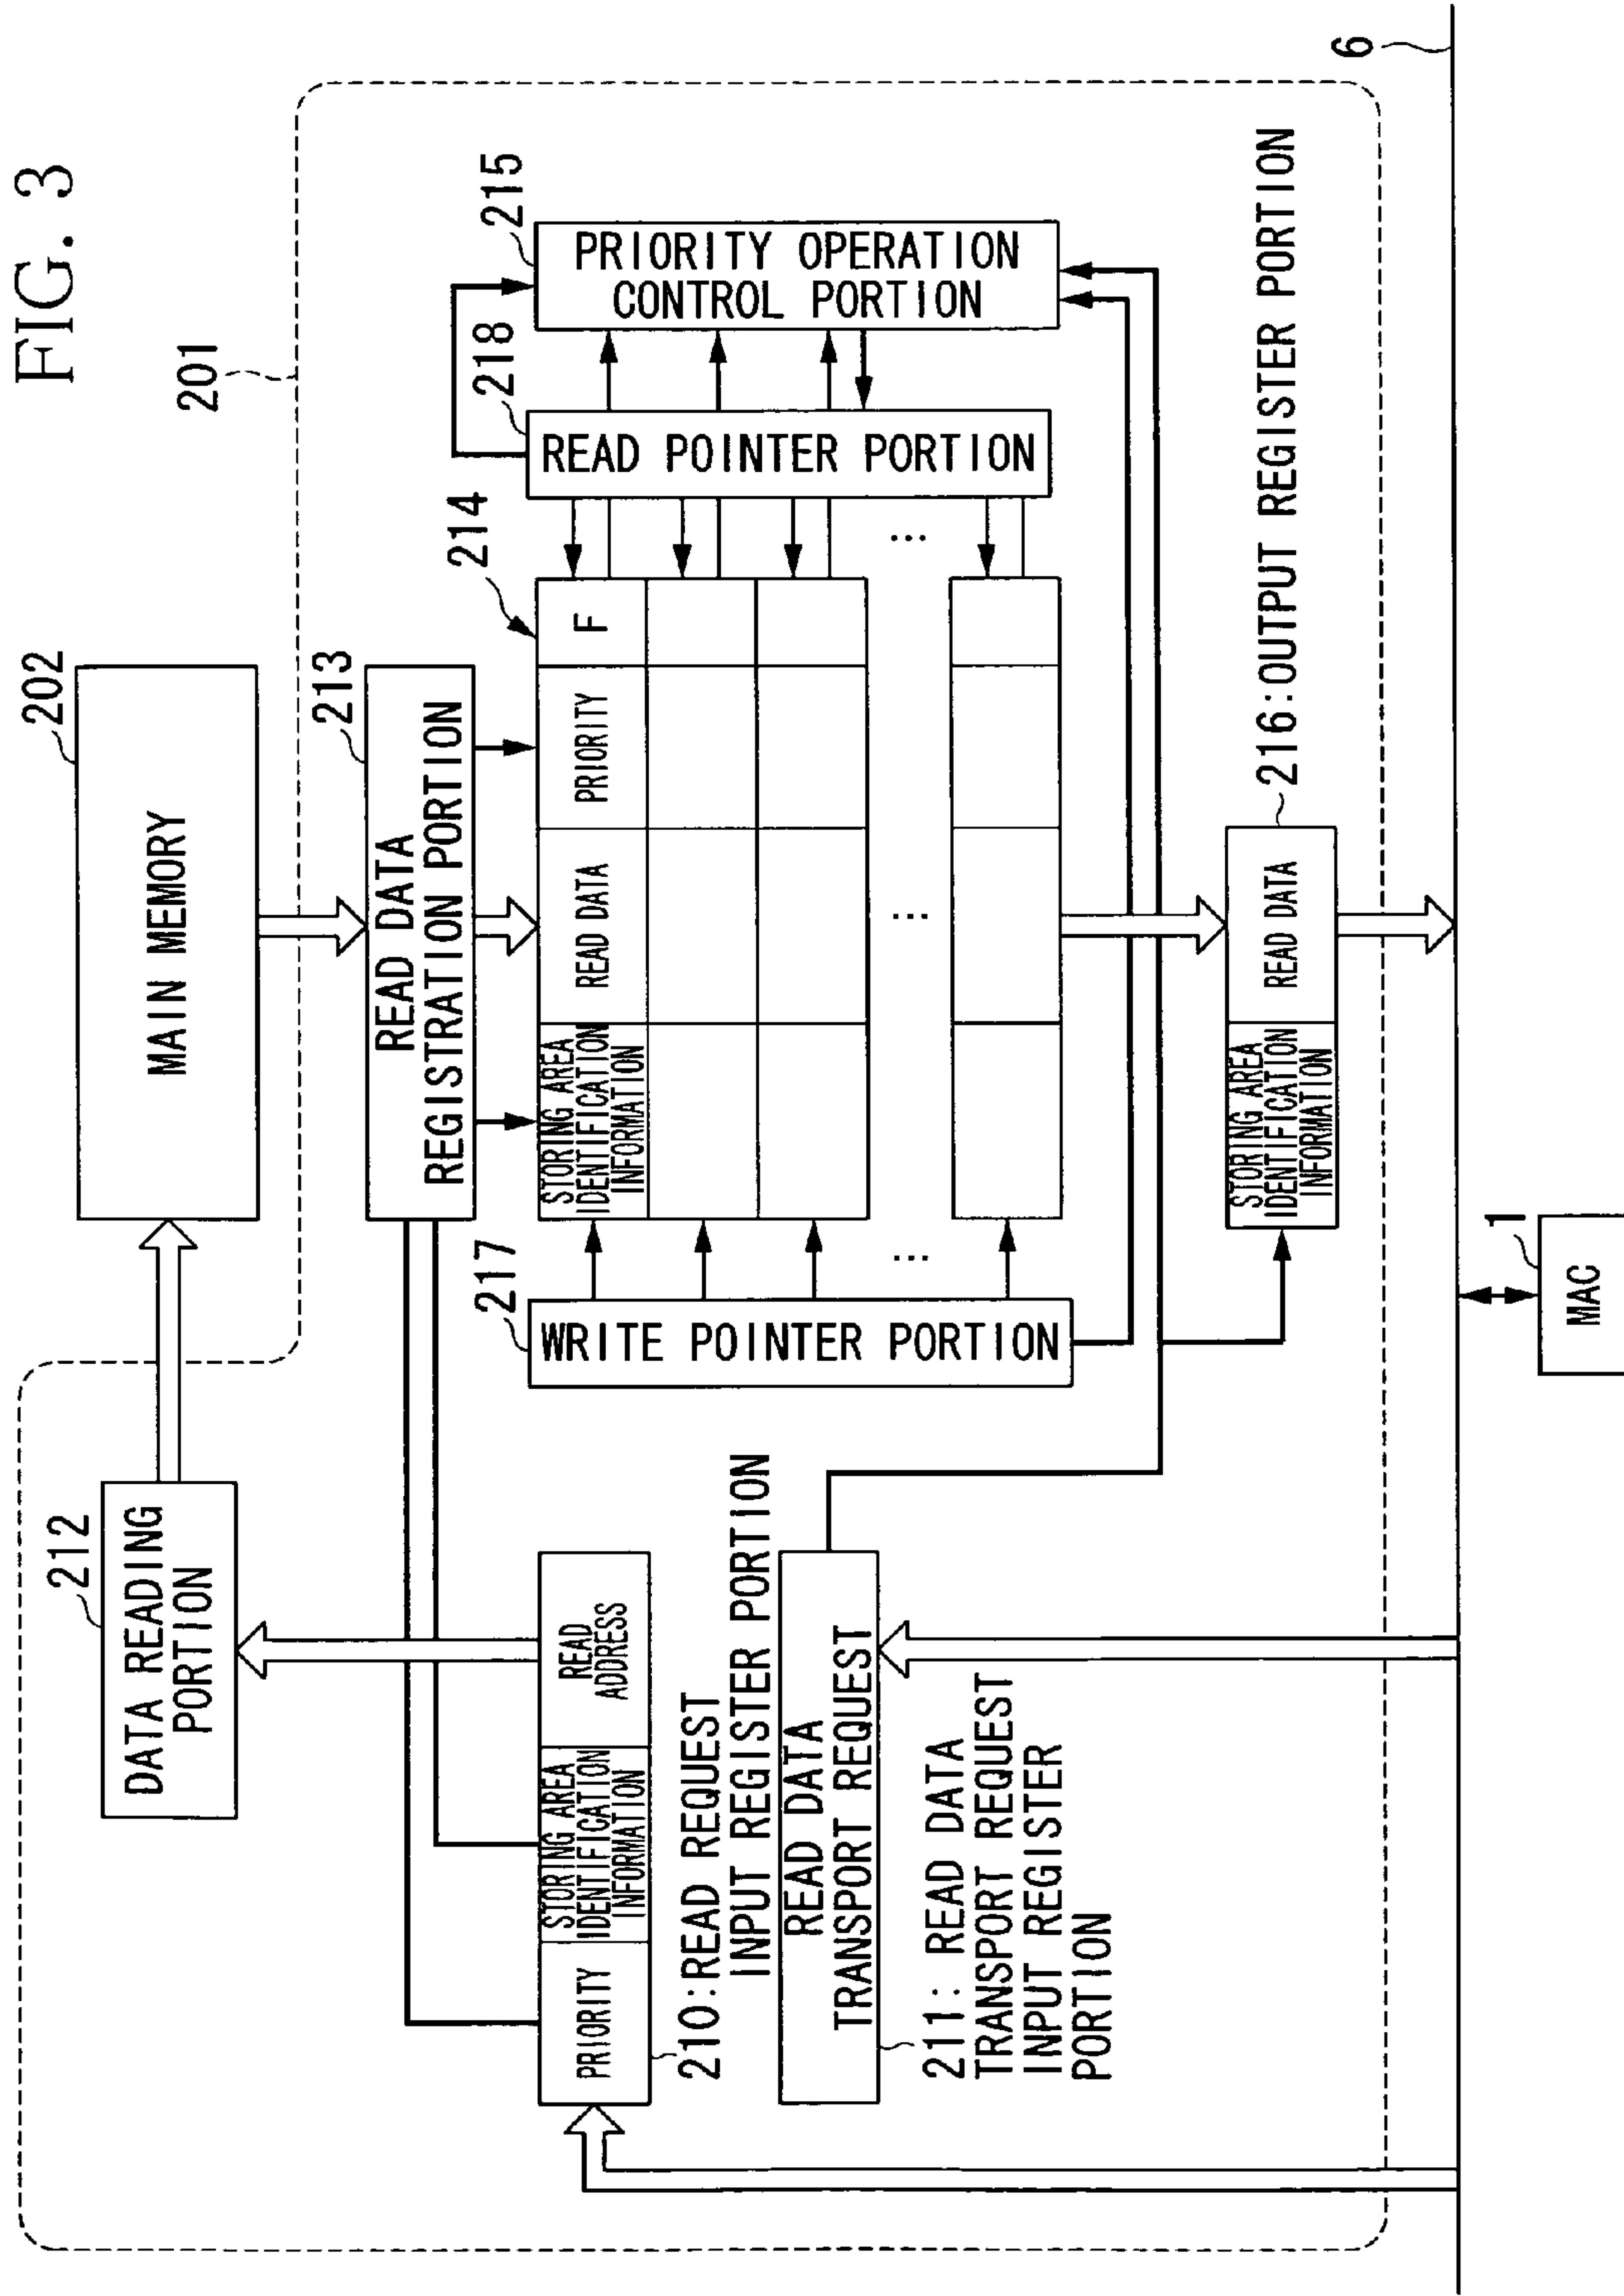 FIG. 3
201
202
MAIN MEMORY
212
DATA READING
PORTION
213
READ DATA
REGISTRATION PORTION
PRIORITY
STORING AREA
IDENTIFICATION
INFORMATION
READ
ADDRESS
210:READ REQUEST
INPUT REGISTER PORTION
READ DATA
TRANSPORT REQUEST
211: READ DATA
TRANSPORT REQUEST
INPUT REGISTER
PORTION
217
WRITE POINTER PORTION
214
STORING AREA
IDENTIFICATION
INFORMATION
READ DATA
PRIORITY
F
...
...
...
218
READ POINTER PORTION
215
PRIORITY OPERATION
CONTROL PORTION
STORING AREA
IDENTIFICATION
INFORMATION
READ DATA
216:OUTPUT REGISTER PORTION
6
1
MAC